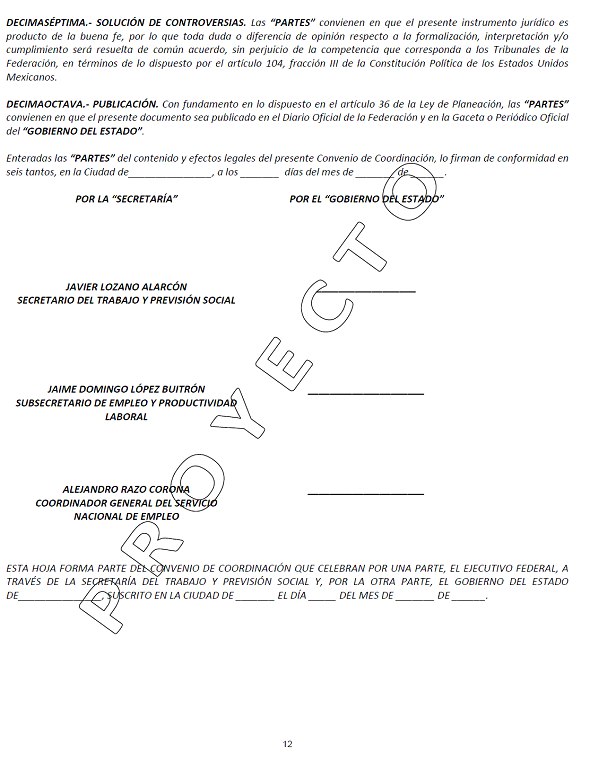 DECIMASÉPTIMA.- SOLUCIÓN DE CONTROVERSIAS. Las “PARTES” convienen en que el presente instrumento jurídico es
producto de la buena fe, por lo que toda duda o diferencia de opinión respecto a la formalización, interpretación y/o
cumplimiento será resuelta de común acuerdo, sin perjuicio de la competencia que corresponda a los Tribunales de la
Federación, en términos de lo dispuesto por el artículo 104, fracción III de la Constitución Política de los Estados Unidos
Mexicanos.
DECIMAOCTAVA.- PUBLICACIÓN. Con fundamento en lo dispuesto en el artículo 36 de la Ley de Planeación, las “PARTES”
convienen en que el presente documento sea publicado en el Diario Oficial de la Federación y en la Gaceta o Periódico Oficial
del “GOBIERNO DEL ESTADO”.
Enteradas las “PARTES” del contenido y efectos legales del presente Convenio de Coordinación, lo firman de conformidad en
seis tantos, en la Ciudad de________________, a los _______ días del mes de _______ de ______.
POR LA “SECRETARÍA” POR EL “GOBIERNO DEL ESTADO”
JAVIER LOZANO ALARCÓN
SECRETARIO DEL TRABAJO Y PREVISIÓN SOCIAL
JAIME DOMINGO LÓPEZ BUITRÓN
SUBSECRETARIO DE EMPLEO Y PRODUCTIVIDAD
LABORAL
ALEJANDRO RAZO CORONA
COORDINADOR GENERAL DEL SERVICIO
NACIONAL DE EMPLEO
ESTA HOJA FORMA PARTE DEL CONVENIO DE COORDINACIÓN QUE CELEBRAN POR UNA PARTE, EL EJECUTIVO FEDERAL, A
TRAVÉS DE LA SECRETARÍA DEL TRABAJO Y PREVISIÓN SOCIAL Y, POR LA OTRA PARTE, EL GOBIERNO DEL ESTADO
DE________________, SUSCRITO EN LA CIUDAD DE _______ EL DÍA _____ DEL MES DE _______ DE ______.
PROYECTO
12